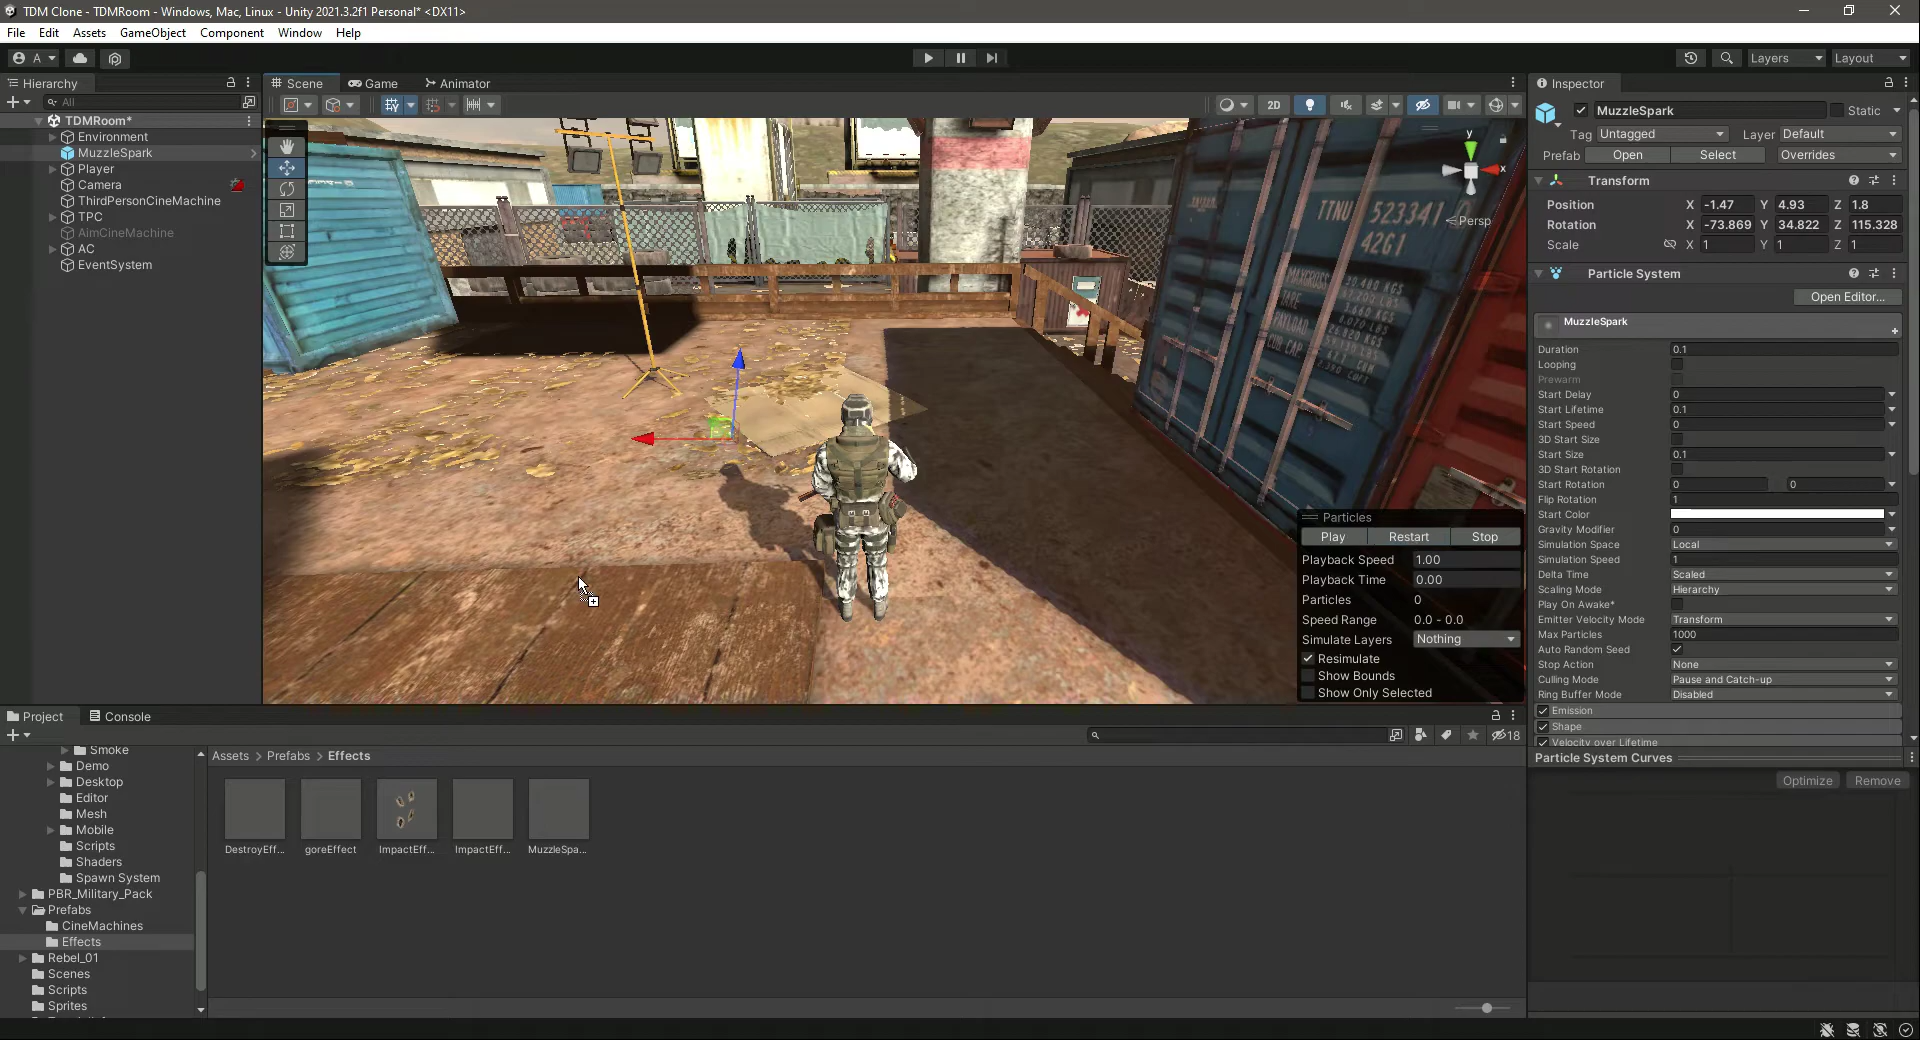 TDM Clone - TDMRoom - Windows, Mac, Linux - Unity 2021.3.2f1 Personal* <DX11>
File Edit Assets GameObject Component Window Help
A
Layers Layout
Hierarchy
All
TDMRoom*
Environment
MuzzleSpark
Player
Camera
ThirdPersonCineMachine
TPC
AimCineMachine
AC
EventSystem
Scene Game Animator
2D
y
x
Persp
TTNU 523341
42G1
Particles
Play Restart Stop
Playback Speed 1.00
Playback Time 0.00
Particles 0
Speed Range 0.0 - 0.0
Simulate Layers Nothing
Resimulate
Show Bounds
Show Only Selected
Inspector
MuzzleSpark Static
Tag Untagged Layer Default
Prefab Open Select Overrides
Transform
Position X -1.47 Y 4.93 Z 1.8
Rotation X -73.869 Y 34.822 Z 115.328
Scale X 1 Y 1 Z 1
Particle System
Open Editor...
MuzzleSpark
Duration 0.1
Looping
Prewarm
Start Delay 0
Start Lifetime 0.1
Start Speed 0
3D Start Size
Start Size 0.1
3D Start Rotation
Start Rotation 0 0
Flip Rotation 1
Start Color
Gravity Modifier 0
Simulation Space Local
Simulation Speed 1
Delta Time Scaled
Scaling Mode Hierarchy
Play On Awake*
Emitter Velocity Mode Transform
Max Particles 1000
Auto Random Seed
Stop Action None
Culling Mode Pause and Catch-up
Ring Buffer Mode Disabled
Emission
Shape
Velocity over Lifetime
Particle System Curves
Optimize Remove
Project Console
18
Smoke
Demo
Desktop
Editor
Mesh
Mobile
Scripts
Shaders
Spawn System
PBR_Military_Pack
Prefabs
CineMachines
Effects
Rebel_01
Scenes
Scripts
Sprites
Assets > Prefabs > Effects
DestroyEff... goreEffect ImpactEff... ImpactEff... MuzzleSpa...